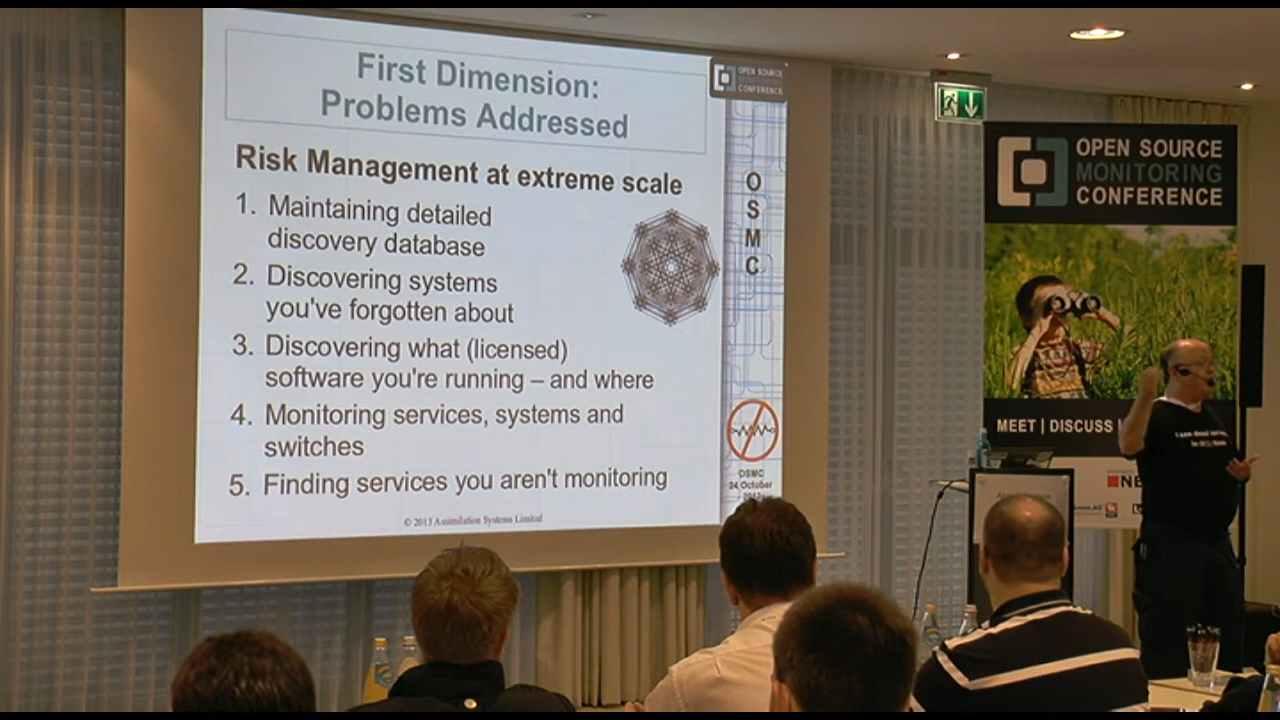 First Dimension:
Problems Addressed
Risk Management at extreme scale
1. Maintaining detailed
discovery database
2. Discovering systems
you've forgotten about
3. Discovering what (licensed)
software you're running – and where
4. Monitoring services, systems and
switches
5. Finding services you aren't monitoring
© 2013 Assimilation Systems Limited
OPEN SOURCE
MONITORING
CONFERENCE
O
S
M
C
OSMC
24 October
OPEN SOURCE
MONITORING
CONFERENCE
MEET | DISCUSS